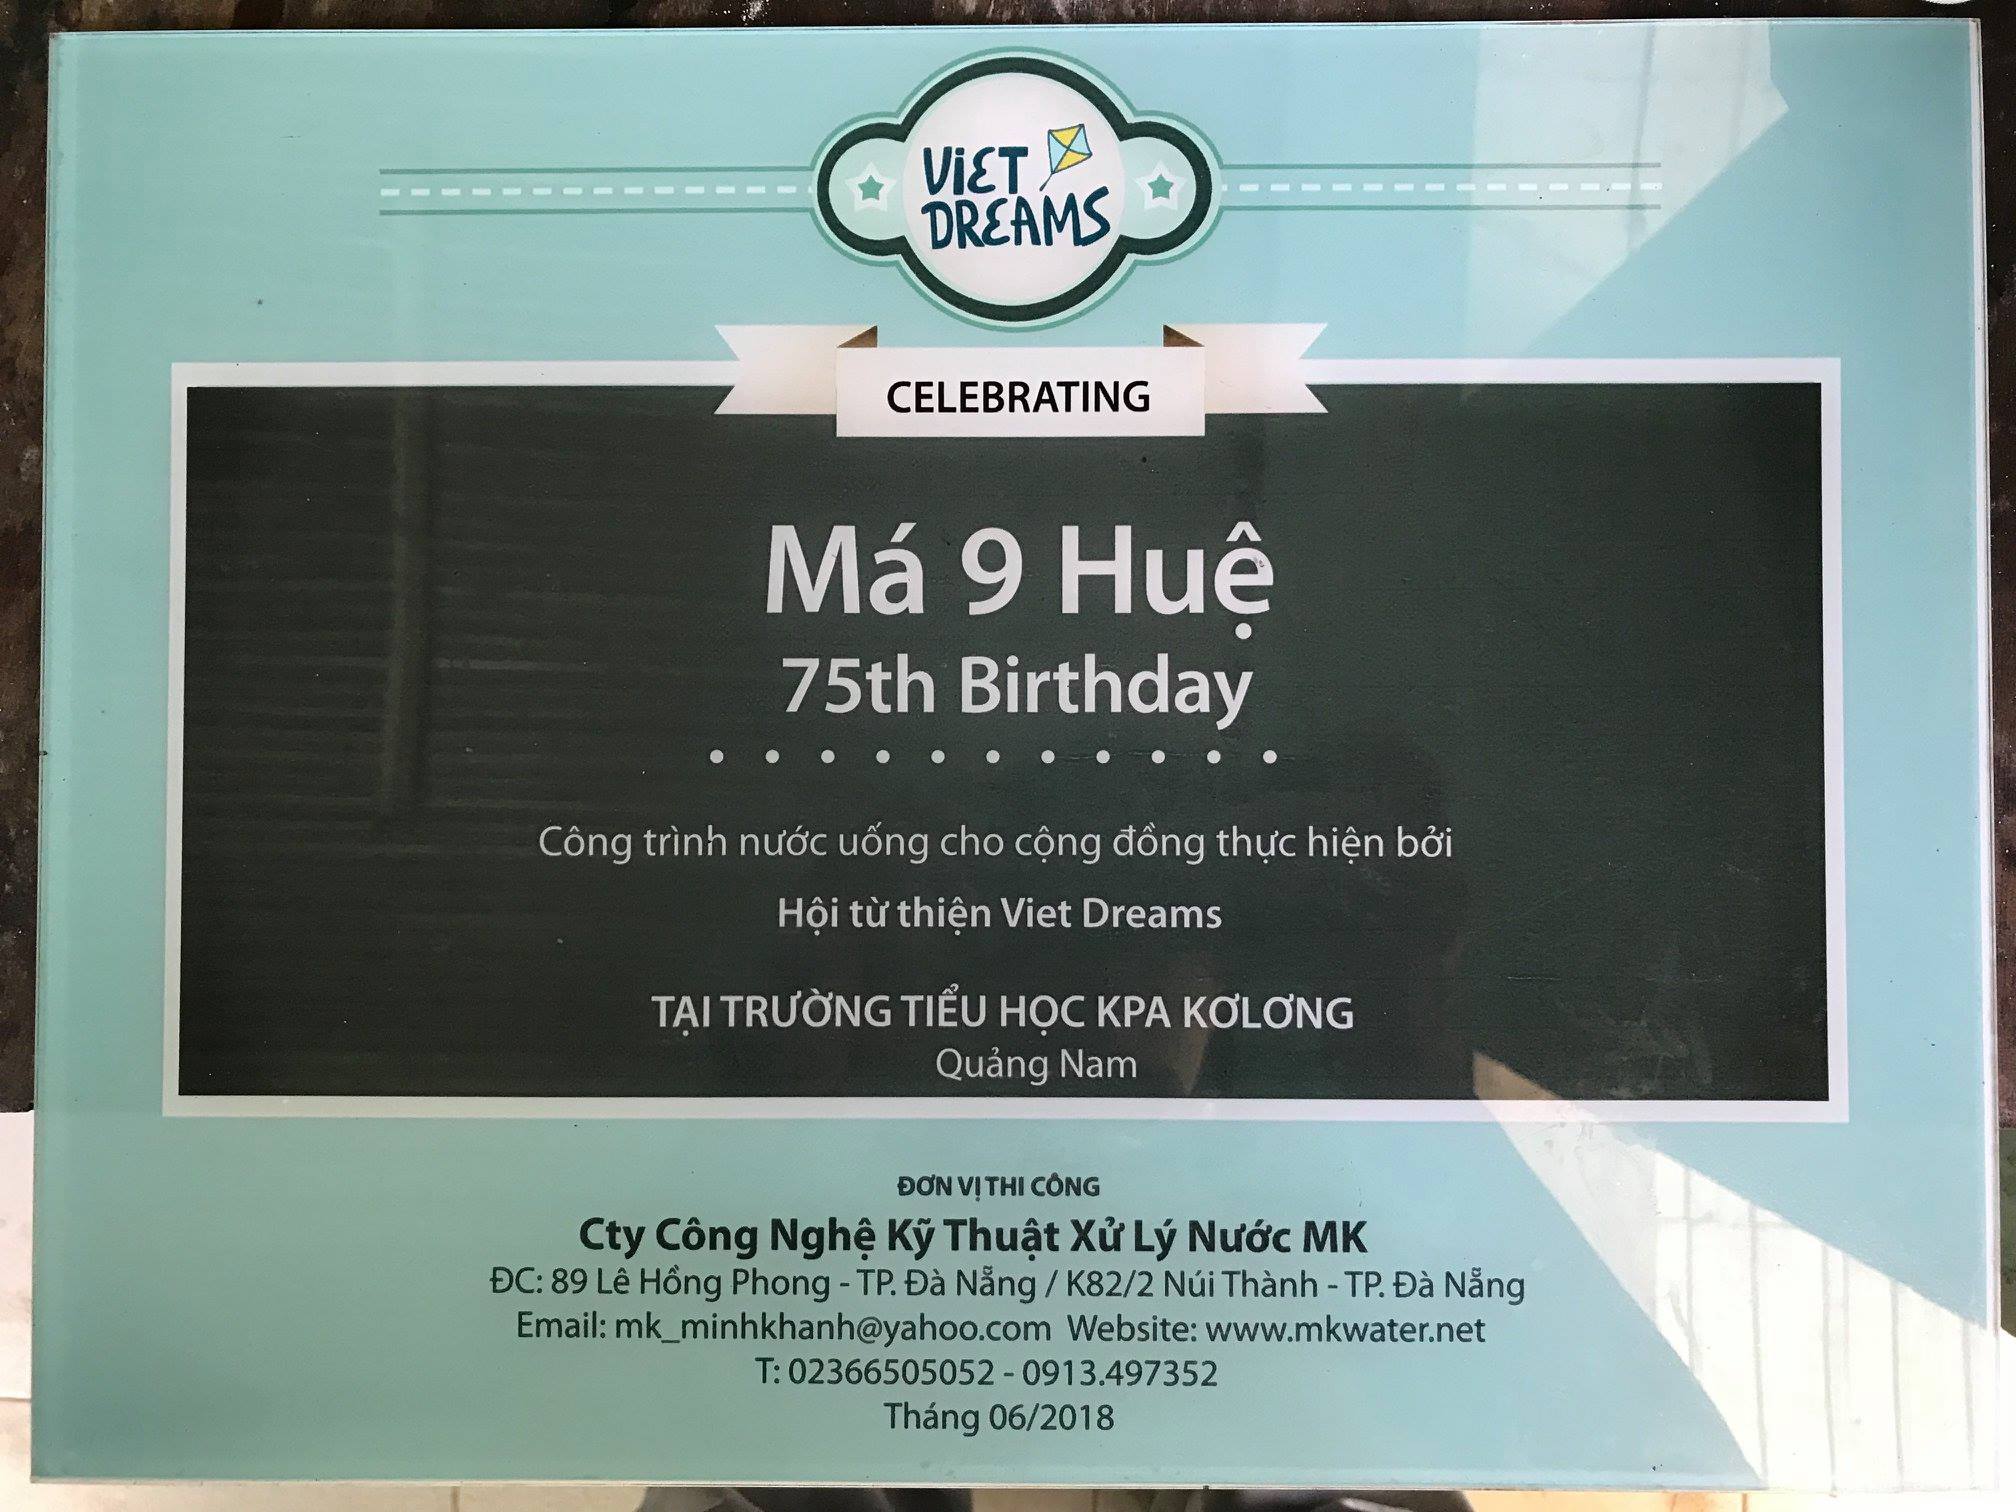 ViET
DREAMS
CELEBRATING
Má 9 Huệ
75th Birthday
Công trình nước uống cho cộng đồng thực hiện bởi
Hội từ thiện Viet Dreams
TẠI TRƯỜNG TIỂU HỌC KPA KƠLƠNG
Quảng Nam
ĐƠN VỊ THI CÔNG
Cty Công Nghệ Kỹ Thuật Xử Lý Nước MK
ĐC: 89 Lê Hồng Phong - TP. Đà Nẵng / K82/2 Núi Thành - TP. Đà Nẵng
Email: mk_minhkhanh@yahoo.com Website: www.mkwater.net
T: 02366505052 - 0913.497352
Tháng 06/2018